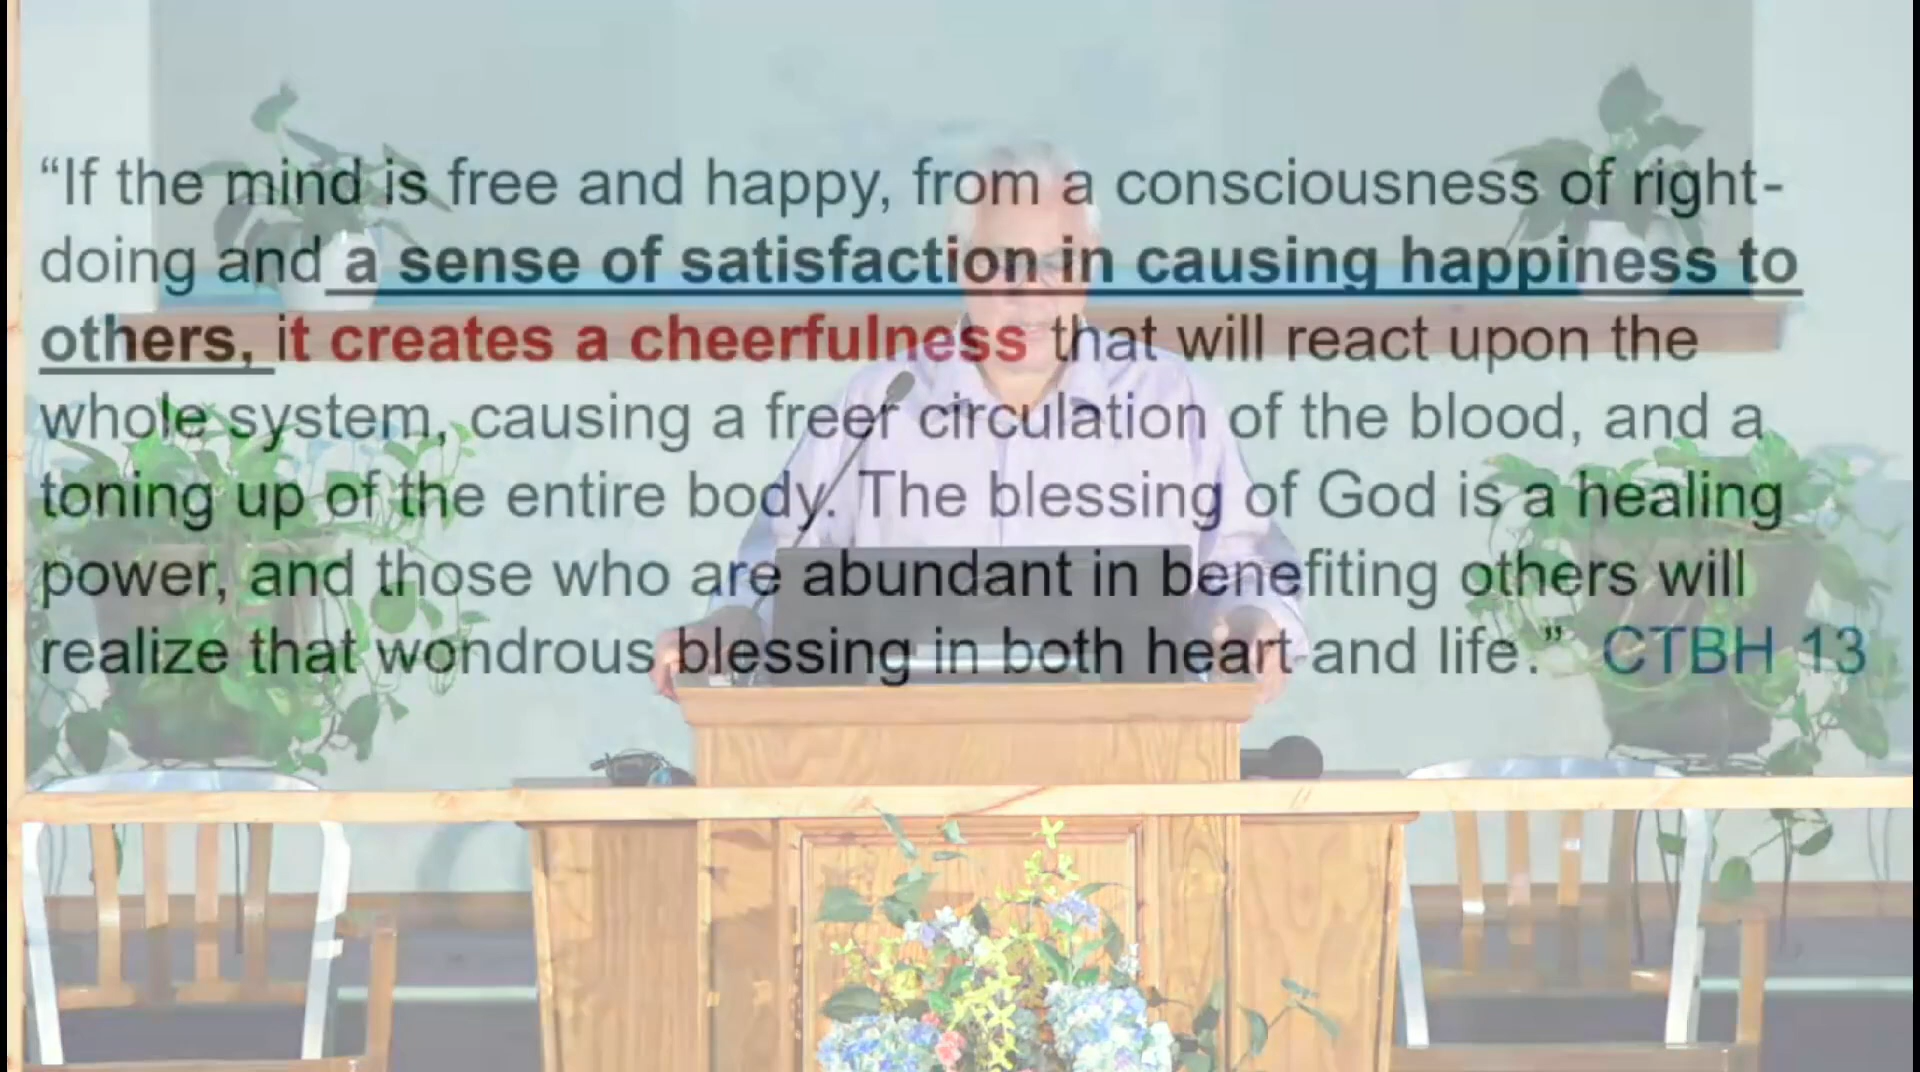 “If the mind is free and happy, from a consciousness of right-
doing and a sense of satisfaction in causing happiness to
others, it creates a cheerfulness that will react upon the
whole system, causing a freer circulation of the blood, and a
toning up of the entire body. The blessing of God is a healing
power, and those who are abundant in benefiting others will
realize that wondrous blessing in both heart and life.” CTBH 13